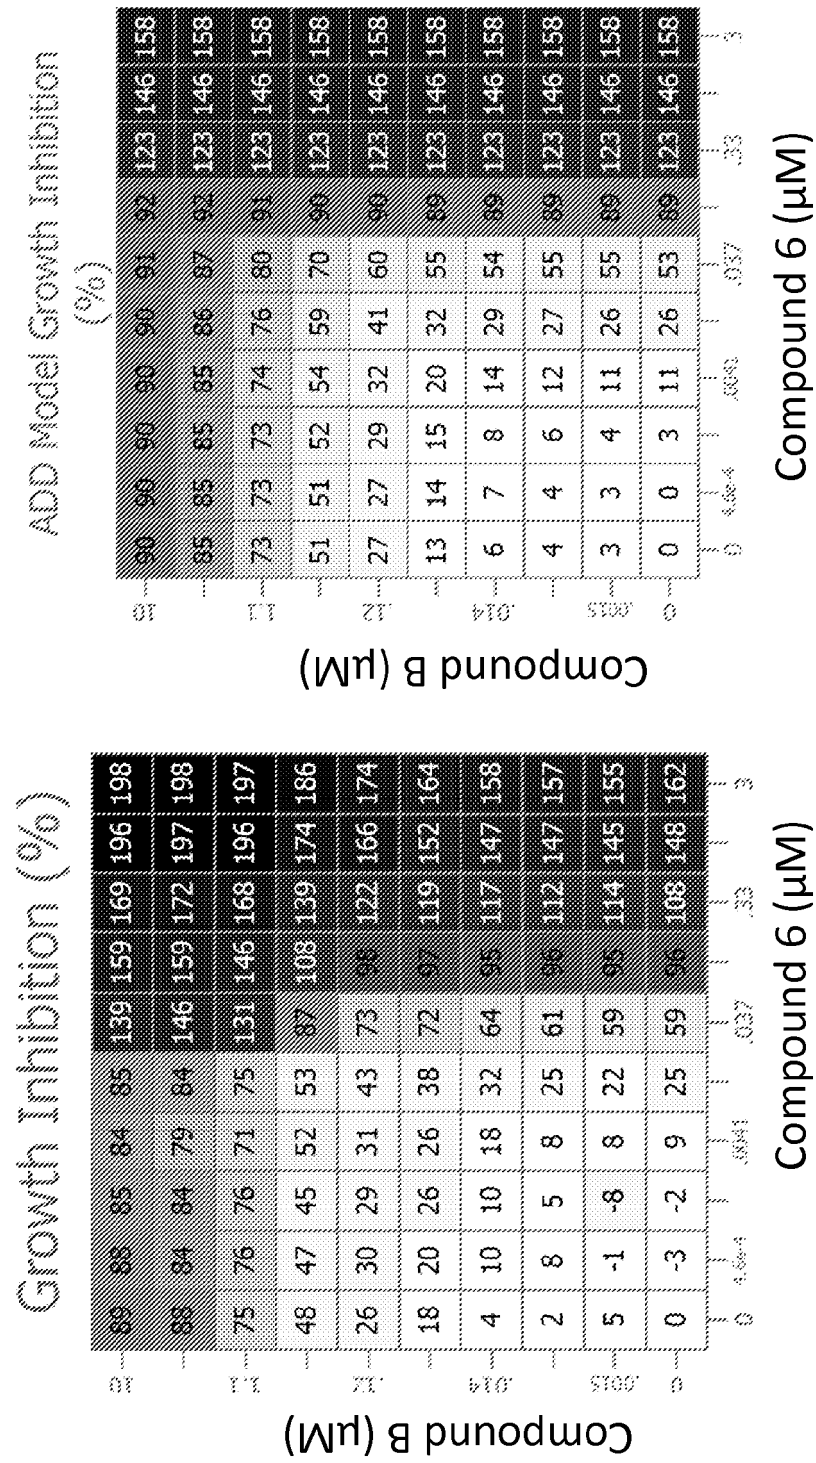 Growth Inhibition (%)
10 89 88 85 84 85 139 159 169 196 198
88 84 84 79 84 146 159 172 197 198
1.1 75 76 76 71 75 131 146 168 196 197
48 47 45 52 53 87 108 139 174 186
.12 26 30 29 31 43 73 98 122 166 174
18 20 26 26 38 72 97 119 152 164
.014 4 10 10 18 32 64 95 117 147 158
2 8 5 8 25 61 96 112 147 157
.0015 5 -1 -8 8 22 59 95 114 145 155
0 0 -3 -2 9 25 59 96 108 148 162
0 4.6e-4 .0041 .037 .33 3
Compound B (µM)
Compound 6 (µM)
ADD Model Growth Inhibition
(%)
10 90 90 90 90 90 91 92 123 146 158
85 85 85 85 86 87 92 123 146 158
1.1 73 73 73 74 76 80 91 123 146 158
51 51 52 54 59 70 90 123 146 158
.12 27 27 29 32 41 60 90 123 146 158
13 14 15 20 32 55 89 123 146 158
.014 6 7 8 14 29 54 89 123 146 158
4 4 6 12 27 55 89 123 146 158
.0015 3 3 4 11 26 55 89 123 146 158
0 0 0 3 11 26 53 89 123 146 158
0 4.6e-4 .0041 .037 .33 3
Compound B (µM)
Compound 6 (µM)